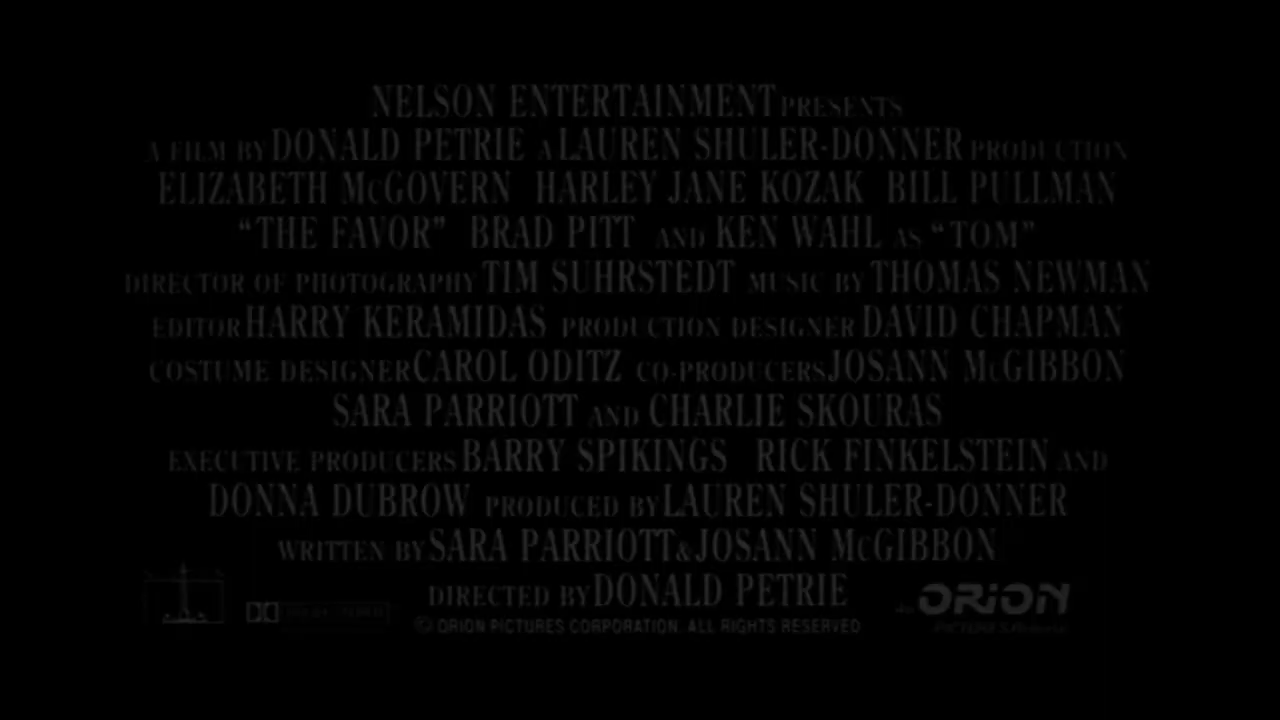 NELSON ENTERTAINMENT PRESENTS
A FILM BY DONALD PETRIE A LAUREN SHULER-DONNER PRODUCTION
ELIZABETH McGOVERN HARLEY JANE KOZAK BILL PULLMAN
“THE FAVOR” BRAD PITT AND KEN WAHL AS “TOM”
DIRECTOR OF PHOTOGRAPHY TIM SUHRSTEDT MUSIC BY THOMAS NEWMAN
EDITOR HARRY KERAMIDAS PRODUCTION DESIGNER DAVID CHAPMAN
COSTUME DESIGNER CAROL ODITZ CO-PRODUCERS JOSANN McGIBBON
SARA PARRIOTT AND CHARLIE SKOURAS
EXECUTIVE PRODUCERS BARRY SPIKINGS RICK FINKELSTEIN AND
DONNA DUBROW PRODUCED BY LAUREN SHULER-DONNER
WRITTEN BY SARA PARRIOTT & JOSANN McGIBBON
DIRECTED BY DONALD PETRIE
© ORION PICTURES CORPORATION. ALL RIGHTS RESERVED
ORION